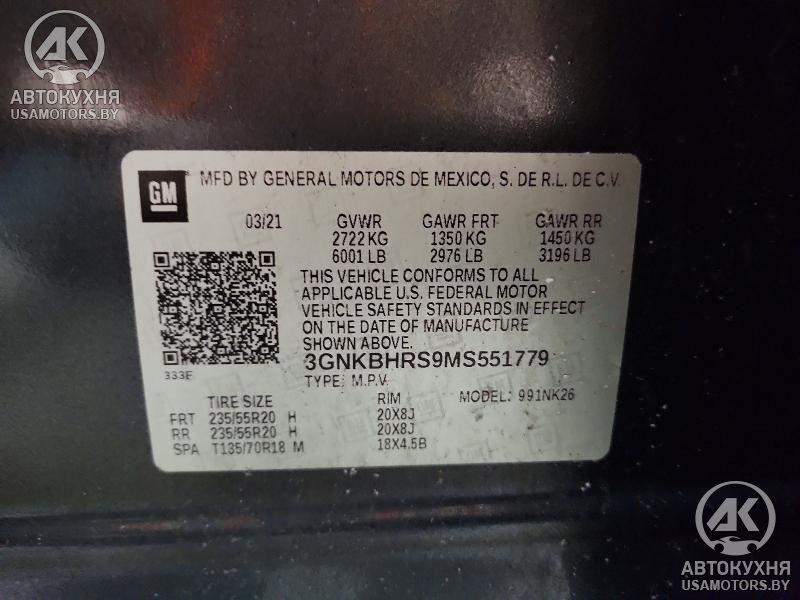 AK
АВТОКУХНЯ
USAMOTORS.BY
GM
MFD BY GENERAL MOTORS DE MEXICO, S. DE R.L. DE C.V.
03/21 GVWR GAWR FRT GAWR RR
2722 KG 1350 KG 1450 KG
6001 LB 2976 LB 3196 LB
THIS VEHICLE CONFORMS TO ALL
APPLICABLE U.S. FEDERAL MOTOR
VEHICLE SAFETY STANDARDS IN EFFECT
ON THE DATE OF MANUFACTURE
SHOWN ABOVE.
333F
3GNKBHRS9MS551779
TYPE: M.P.V.
TIRE SIZE RIM MODEL: 991NK26
FRT 235/55R20 H 20X8J
RR 235/55R20 H 20X8J
SPA T135/70R18 M 18X4.5B
AK
АВТОКУХНЯ
USAMOTORS.BY